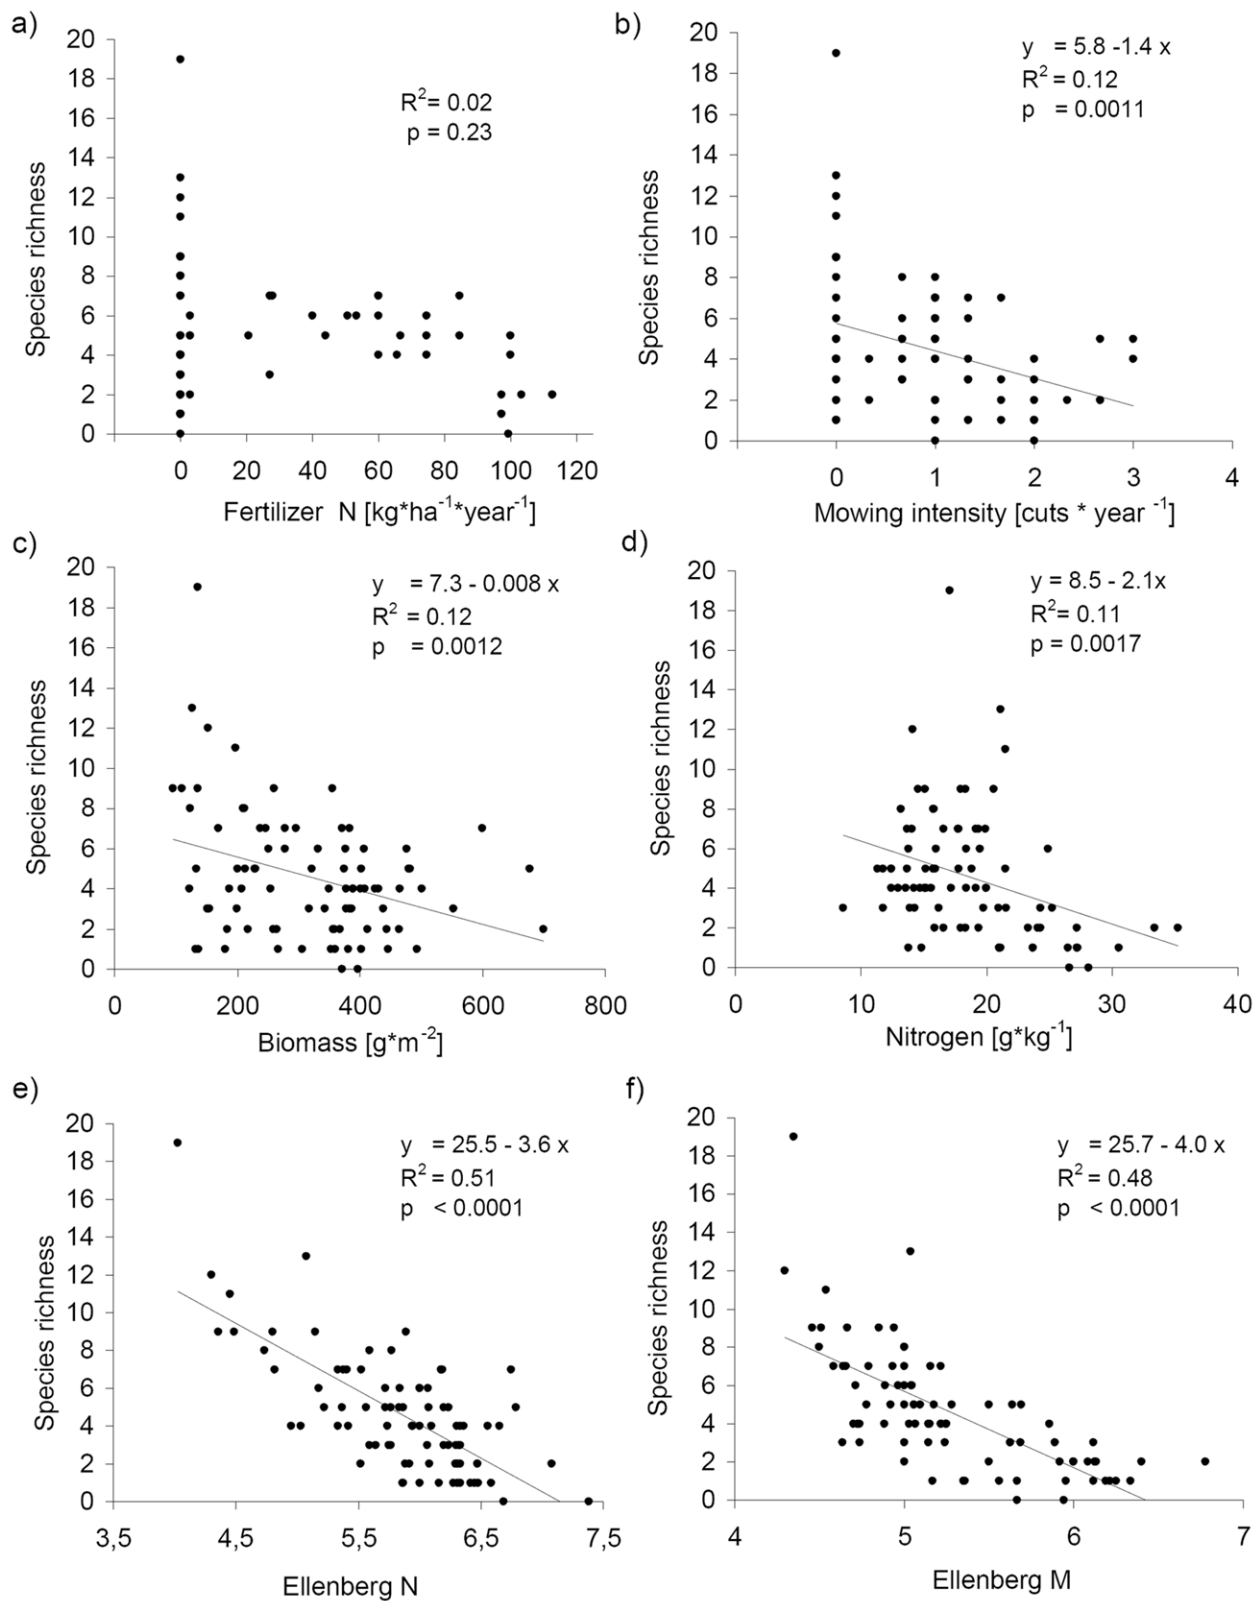 a)
20
18
16
14
12
10
8
6
4
2
0
Species richness
R²= 0.02
p = 0.23
0 20 40 60 80 100 120
Fertilizer N [kg*ha⁻¹*year⁻¹]
b)
20
18
16
14
12
10
8
6
4
2
0
Species richness
y = 5.8 -1.4 x
R² = 0.12
p = 0.0011
0 1 2 3 4
Mowing intensity [cuts * year ⁻¹]
c)
20
18
16
14
12
10
8
6
4
2
0
Species richness
y = 7.3 - 0.008 x
R² = 0.12
p = 0.0012
0 200 400 600 800
Biomass [g*m⁻²]
d)
20
18
16
14
12
10
8
6
4
2
0
Species richness
y = 8.5 - 2.1x
R²= 0.11
p = 0.0017
0 10 20 30 40
Nitrogen [g*kg⁻¹]
e)
20
18
16
14
12
10
8
6
4
2
0
Species richness
y = 25.5 - 3.6 x
R² = 0.51
p < 0.0001
3,5 4,5 5,5 6,5 7,5
Ellenberg N
f)
20
18
16
14
12
10
8
6
4
2
0
Species richness
y = 25.7 - 4.0 x
R² = 0.48
p < 0.0001
4 5 6 7
Ellenberg M